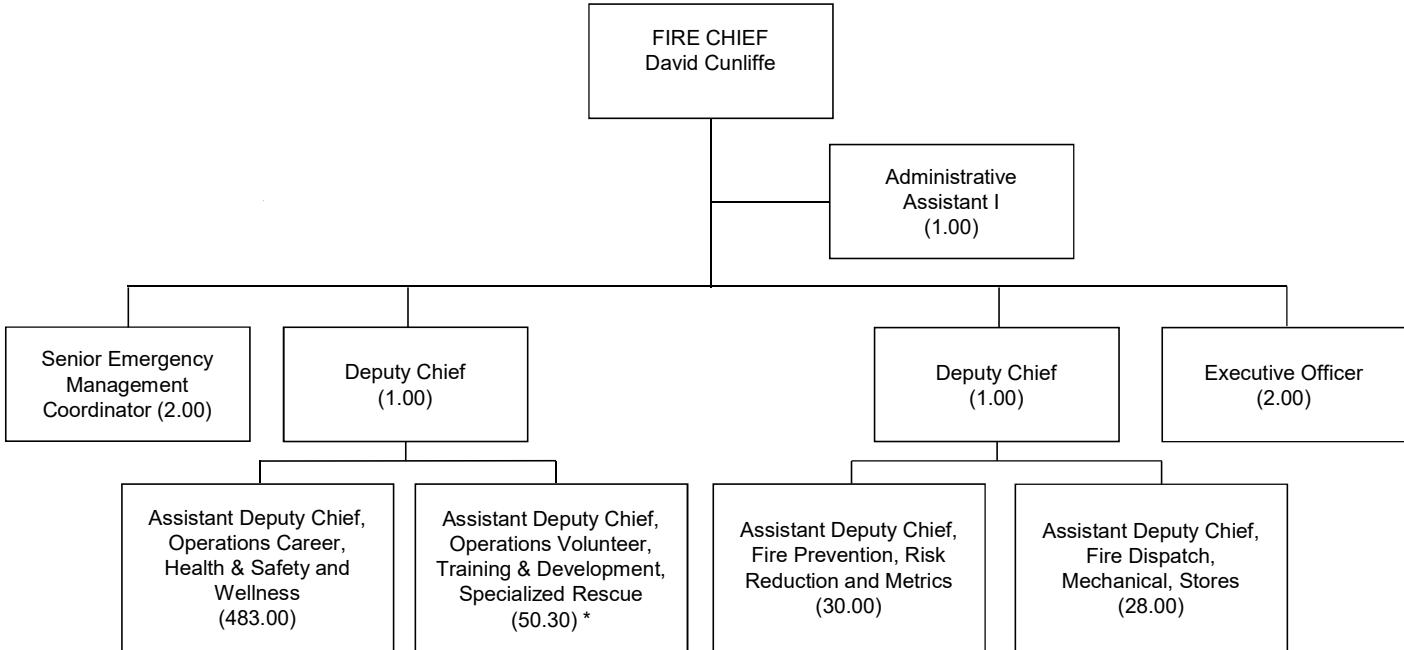 FIRE CHIEF
David Cunliffe
Administrative
Assistant I
(1.00)
Senior Emergency
Management
Coordinator (2.00)
Deputy Chief
(1.00)
Deputy Chief
(1.00)
Executive Officer
(2.00)
Assistant Deputy Chief,
Operations Career,
Health & Safety and
Wellness
(483.00)
Assistant Deputy Chief,
Operations Volunteer,
Training & Development,
Specialized Rescue
(50.30) *
Assistant Deputy Chief,
Fire Prevention, Risk
Reduction and Metrics
(30.00)
Assistant Deputy Chief,
Fire Dispatch,
Mechanical, Stores
(28.00)